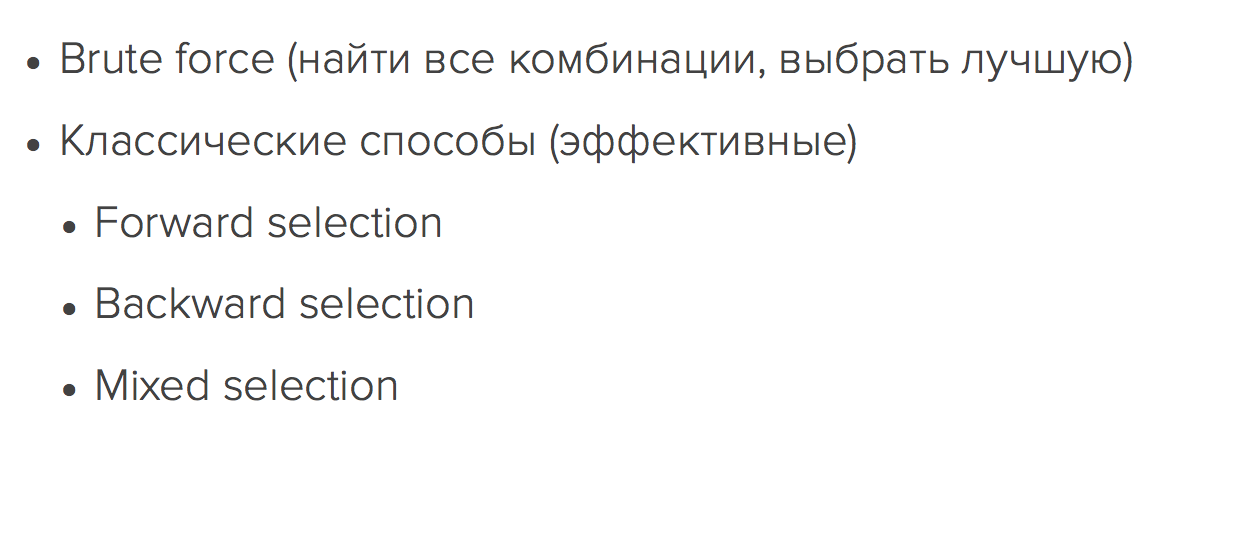 • Brute force (найти все комбинации, выбрать лучшую)
• Классические способы (эффективные)
• Forward selection
• Backward selection
• Mixed selection